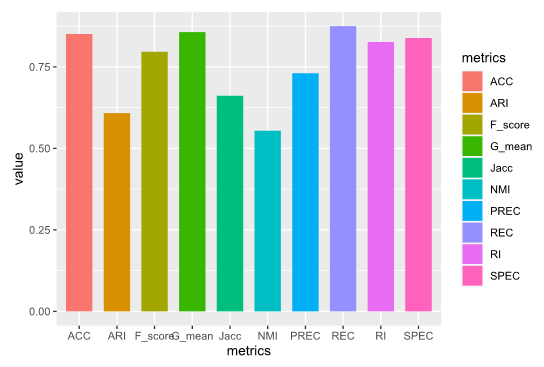 value
0.75
0.50
0.25
0.00
ACC ARI F_score G_mean Jacc NMI PREC REC RI SPEC
metrics
metrics
ACC
ARI
F_score
G_mean
Jacc
NMI
PREC
REC
RI
SPEC